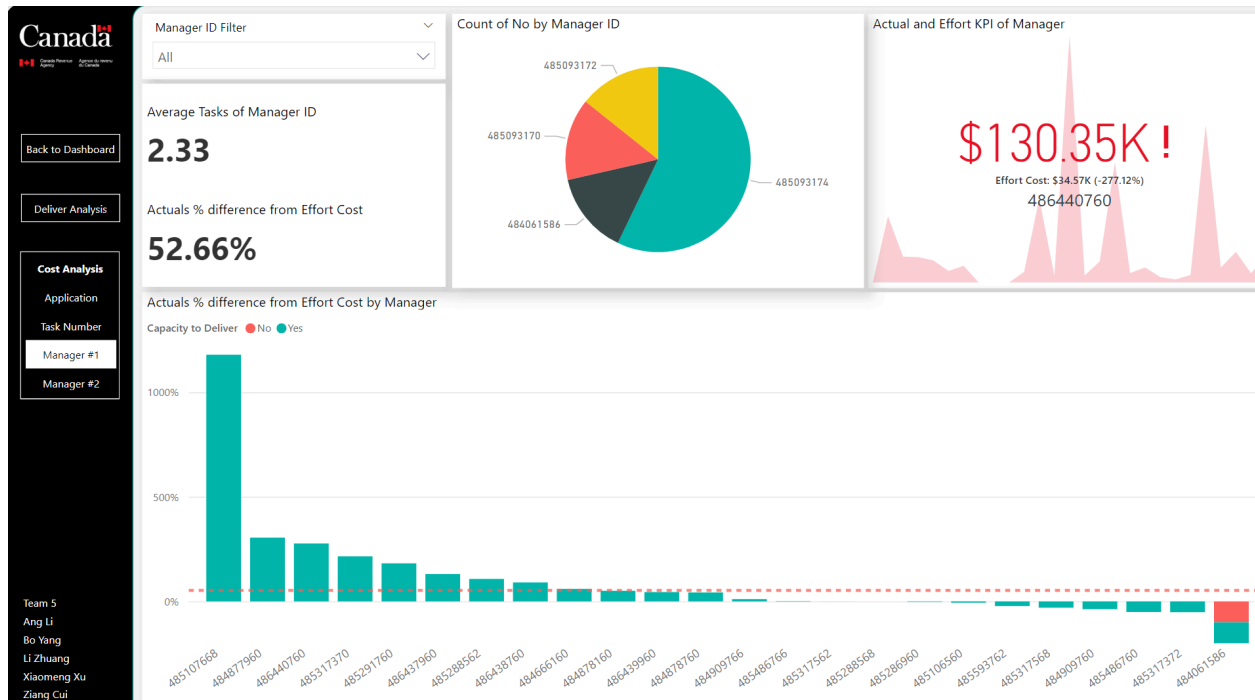 Canada
Canada Revenue Agency
Agence du revenu du Canada
Back to Dashboard
Deliver Analysis
Cost Analysis
Application
Task Number
Manager #1
Manager #2
Team 5
Ang Li
Bo Yang
Li Zhuang
Xiaomeng Xu
Ziang Cui
Manager ID Filter
All
Average Tasks of Manager ID
2.33
Actuals % difference from Effort Cost
52.66%
Count of No by Manager ID
485093172
485093170
484061586
485093174
Actual and Effort KPI of Manager
$130.35K !
Effort Cost: $34.57K (-277.12%)
486440760
Actuals % difference from Effort Cost by Manager
Capacity to Deliver No Yes
1000%
500%
0%
485107668
484877960
486440760
485317370
485291760
486437960
485288562
486438760
484666160
484878160
486439960
484878760
484909766
485486766
485317562
485288568
485286960
485106560
485593762
485317568
484909760
485486760
485317372
484061586